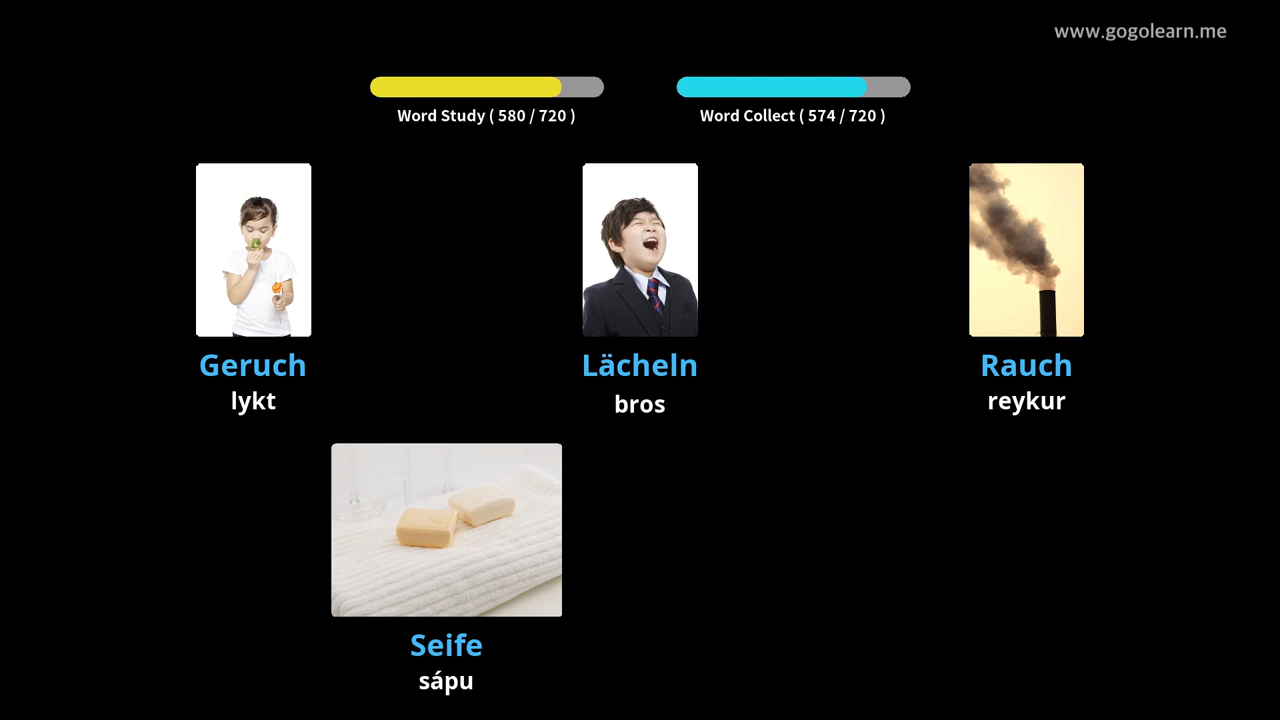 www.gogolearn.me
Word Study ( 580 / 720 )
Word Collect ( 574 / 720 )
Geruch
lykt
Lächeln
bros
Rauch
reykur
Seife
sápu